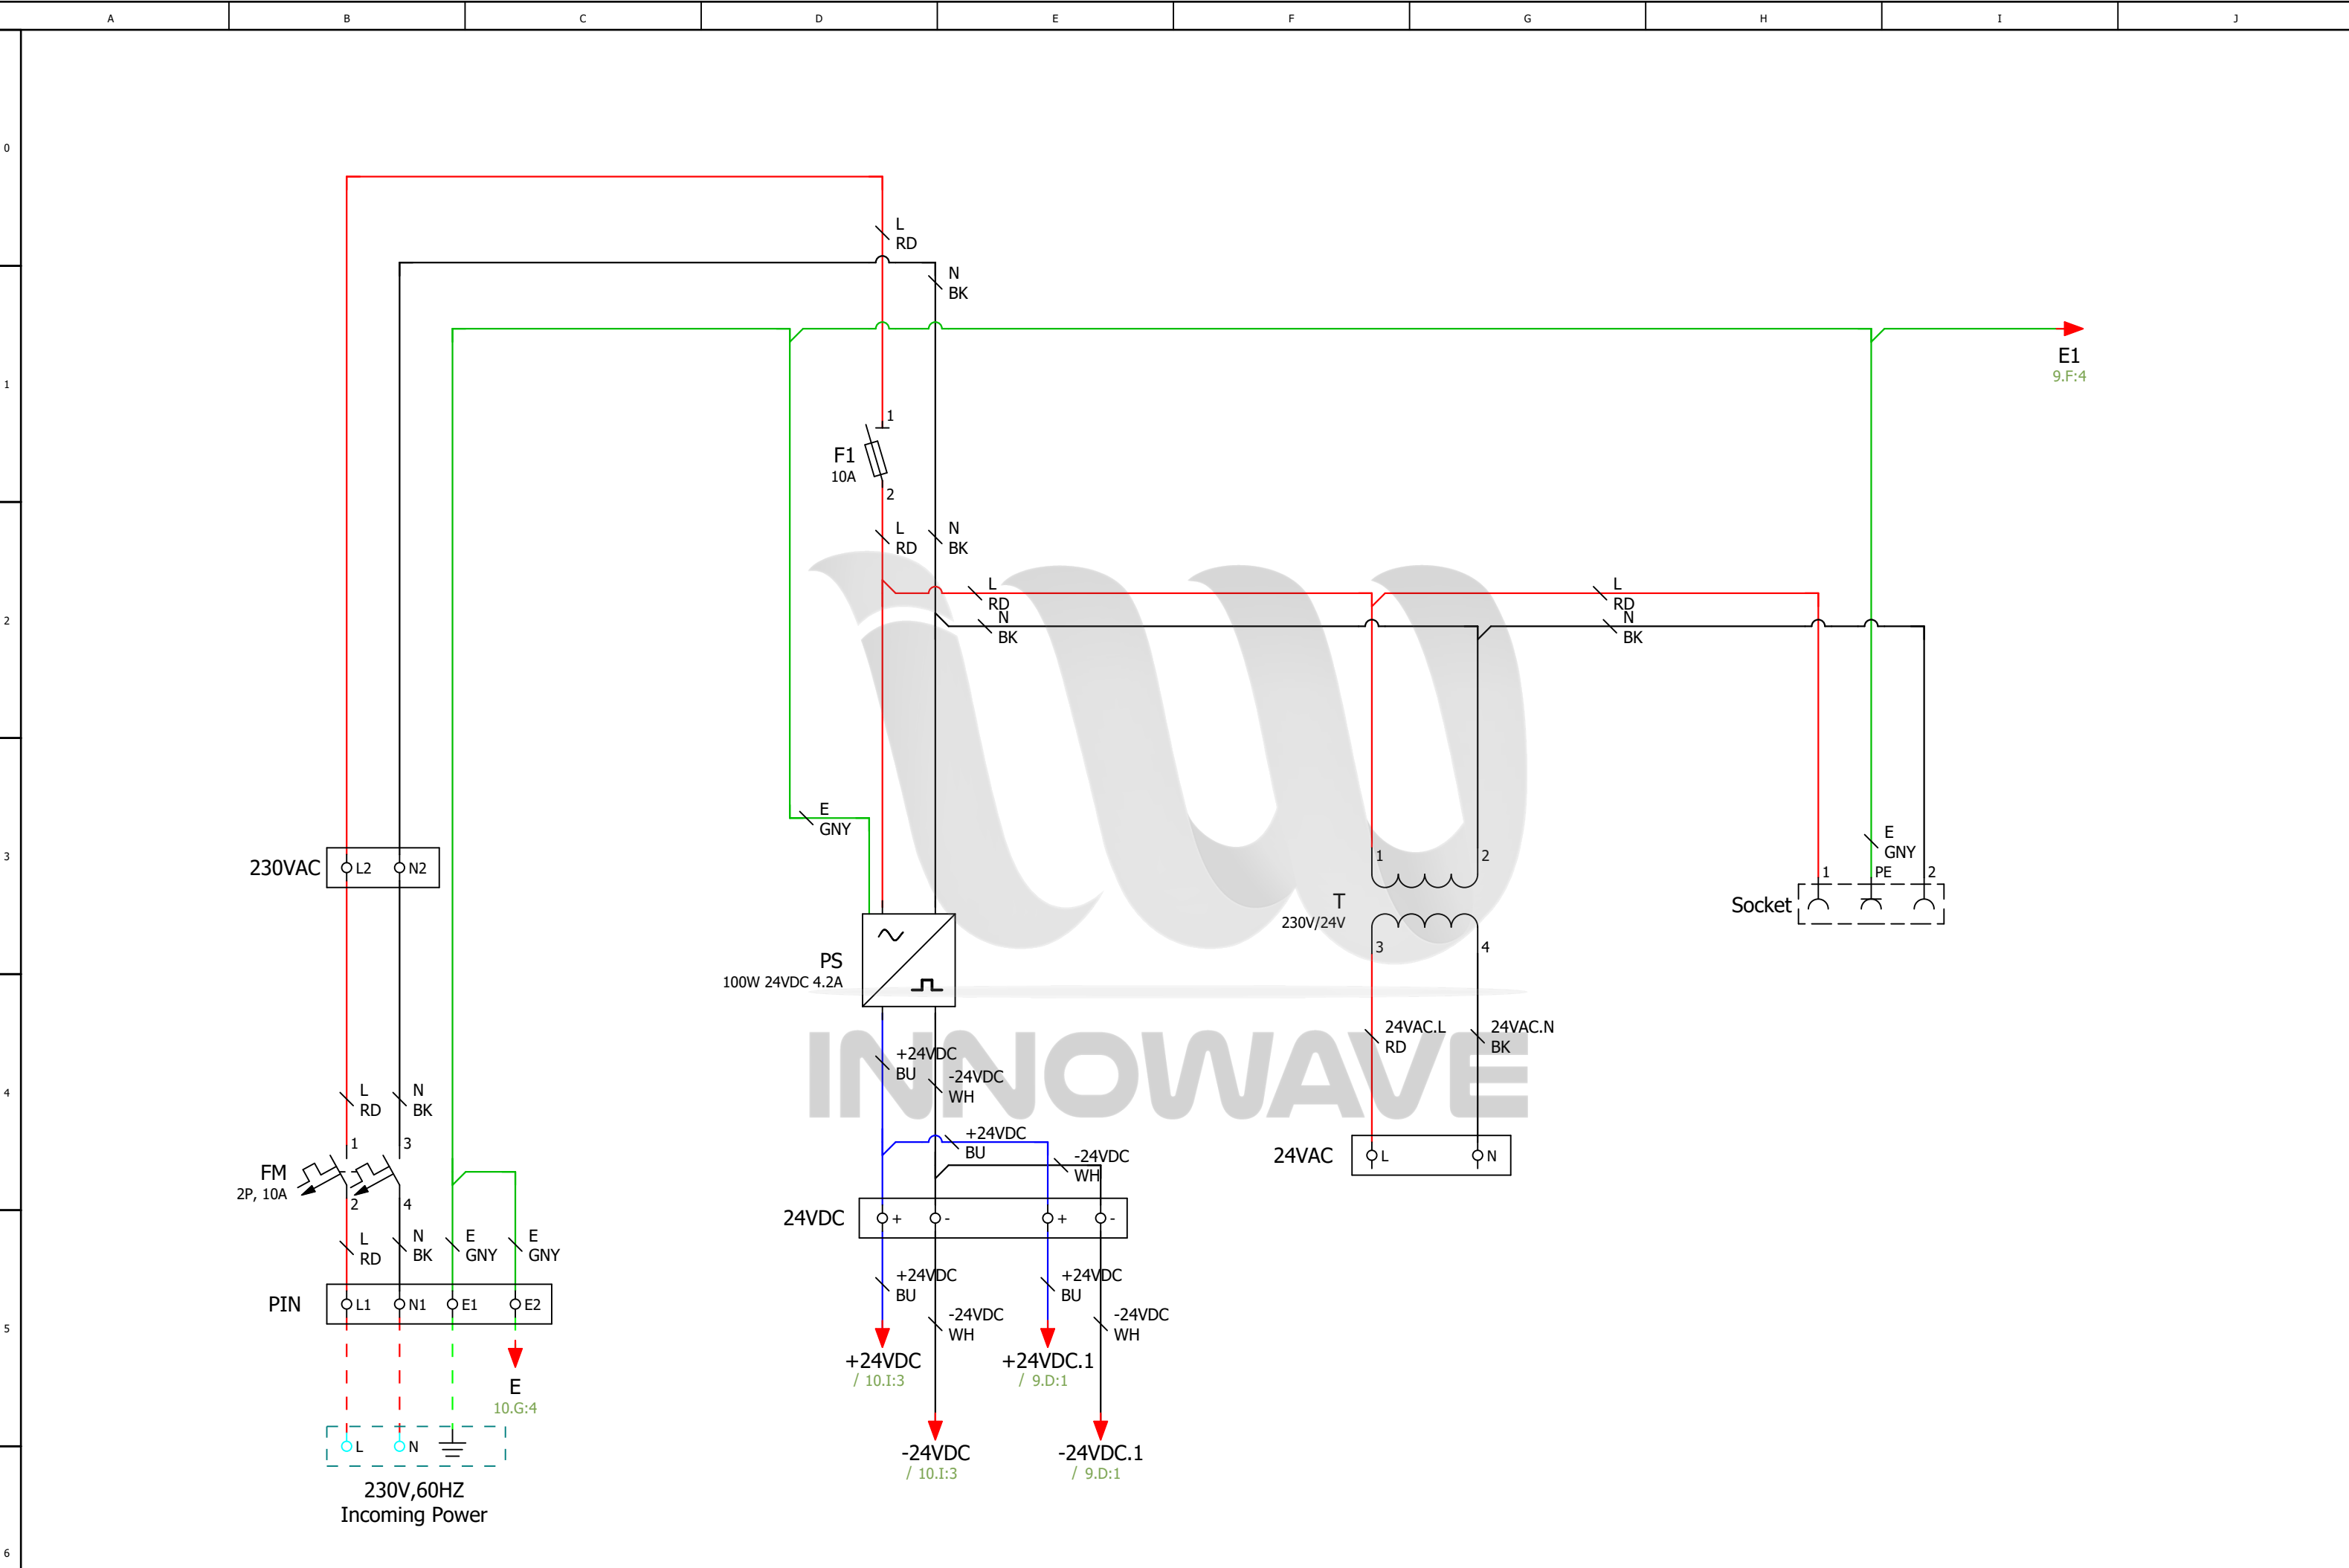 A B C D E F G H I J
0
L
RD
N
BK
1
E1
9.F:4
1
F1
10A
2
L
RD
N
BK
2
L
RD
N
BK
L
RD
N
BK
E
GNY
3
230VAC
L2
N2
1
2
E
GNY
1
PE
2
Socket
T
230V/24V
3
4
PS
100W 24VDC 4.2A
INNOWAVE
24VAC.L
RD
24VAC.N
BK
+24VDC
BU
-24VDC
WH
4
L
RD
N
BK
1
3
FM
2P, 10A
2
4
+24VDC
BU
-24VDC
WH
24VAC
L
N
24VDC
+
-
+
-
L
RD
N
BK
E
GNY
E
GNY
+24VDC
BU
+24VDC
BU
-24VDC
WH
-24VDC
WH
5
PIN
L1
N1
E1
E2
+24VDC
/ 10.I:3
+24VDC.1
/ 9.D:1
E
10.G:4
-24VDC
/ 10.I:3
-24VDC.1
/ 9.D:1
L
N
230V,60HZ
Incoming Power
6